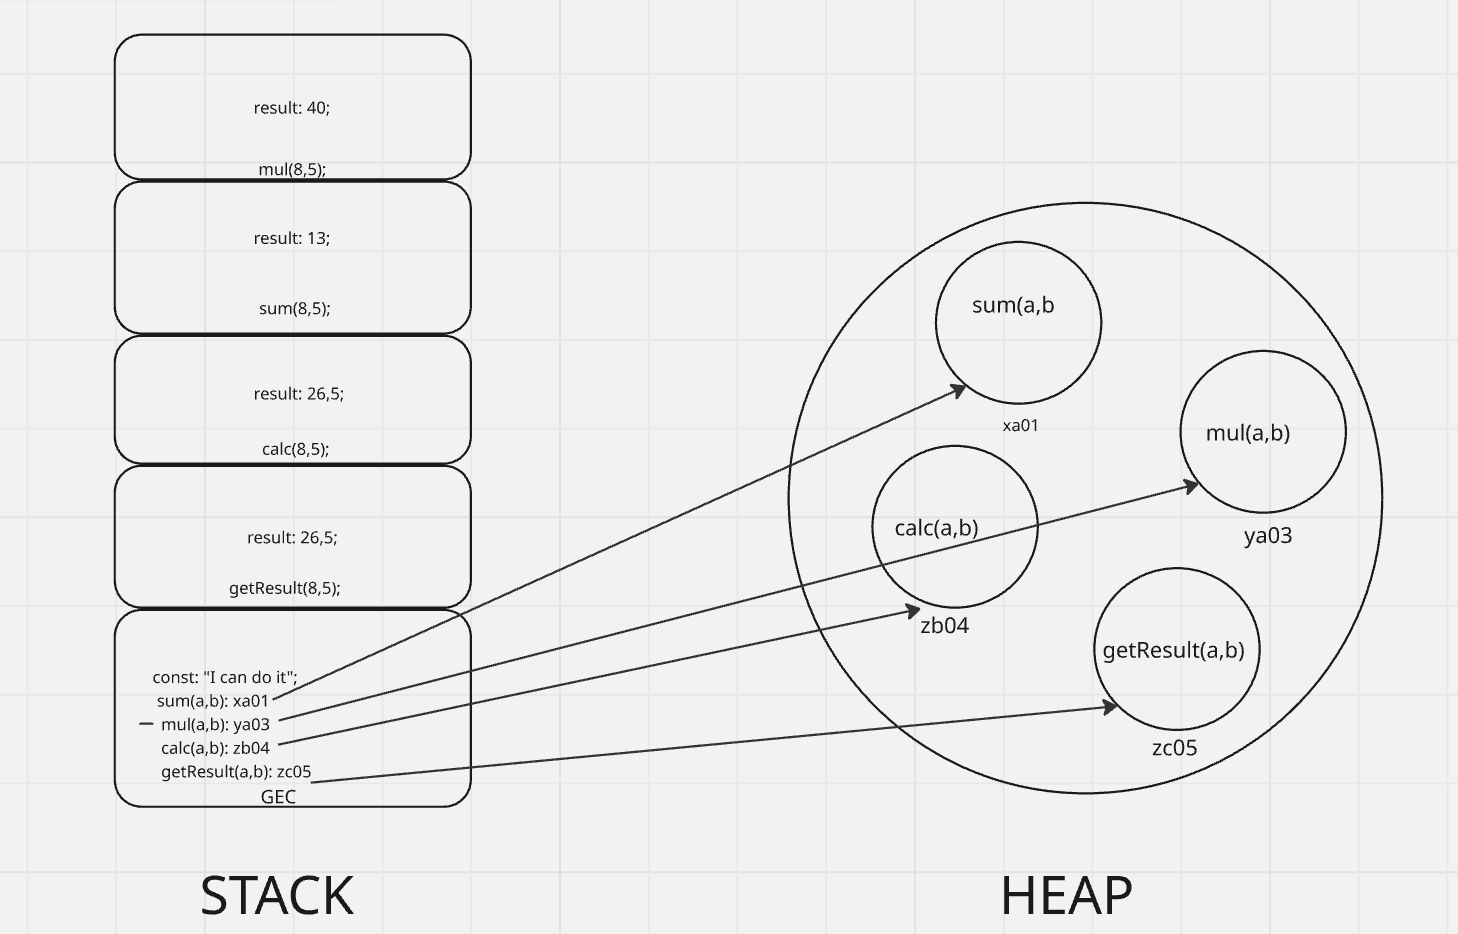 result: 40;
mul(8,5);
result: 13;
sum(8,5);
result: 26,5;
calc(8,5);
result: 26,5;
getResult(8,5);
const: "I can do it";
sum(a,b): xa01
mul(a,b): ya03
calc(a,b): zb04
getResult(a,b): zc05
GEC
STACK
sum(a,b
xa01
mul(a,b)
ya03
calc(a,b)
zb04
getResult(a,b)
zc05
HEAP